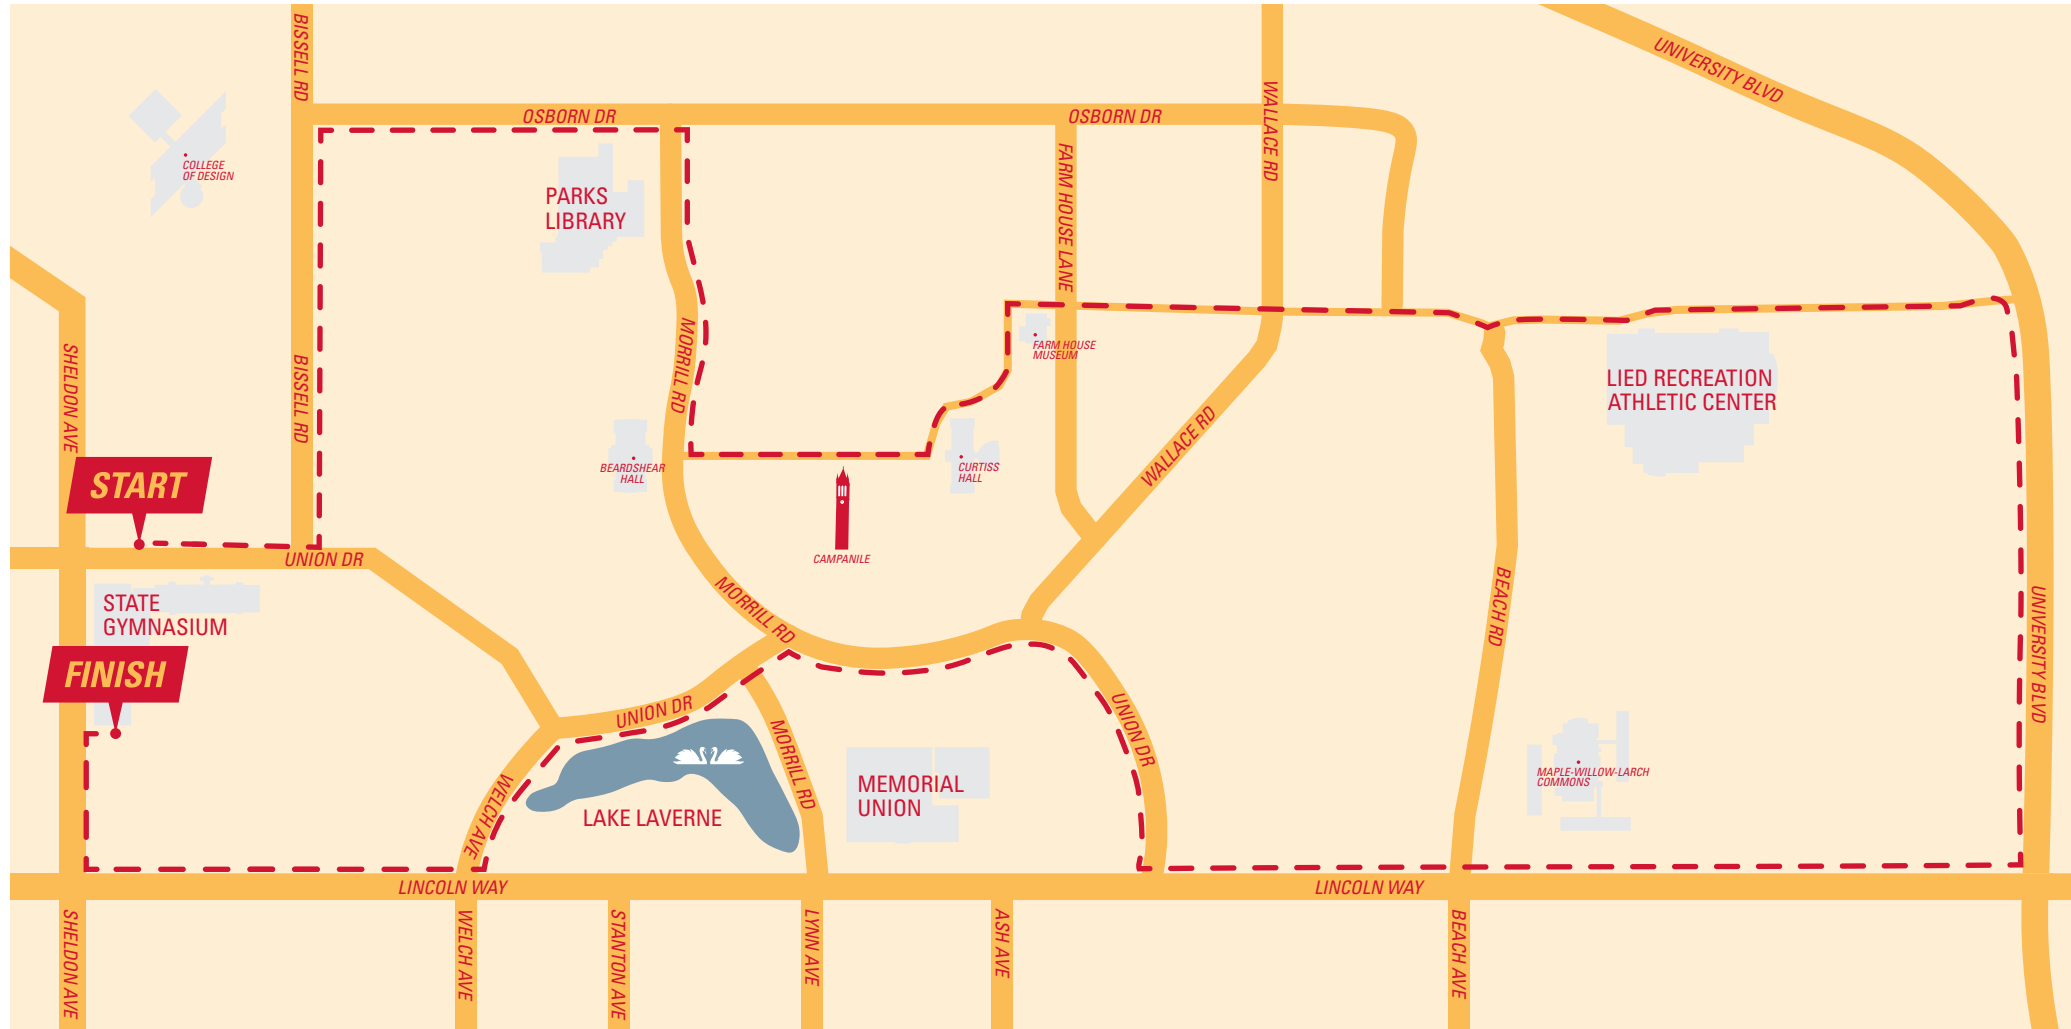 BISSELL RD
UNIVERSITY BLVD
OSBORN DR
OSBORN DR
WALLACE RD
COLLEGE
OF DESIGN
PARKS
LIBRARY
FARM HOUSE LANE
SHELDON AVE
BISSELL RD
MORRILL RD
FARM HOUSE
MUSEUM
LIED RECREATION
ATHLETIC CENTER
WALLACE RD
START
BEARDSHEAR
HALL
CURTISS
HALL
CAMPANILE
UNION DR
STATE
GYMNASIUM
MORRILL RD
BEACH RD
UNIVERSITY BLVD
FINISH
UNION DR
UNION DR
MORRILL RD
WELCH AVE
LAKE LAVERNE
MEMORIAL
UNION
MAPLE-WILLOW-LARCH
COMMONS
LINCOLN WAY
LINCOLN WAY
SHELDON AVE
WELCH AVE
STANTON AVE
LYNN AVE
ASH AVE
BEACH AVE